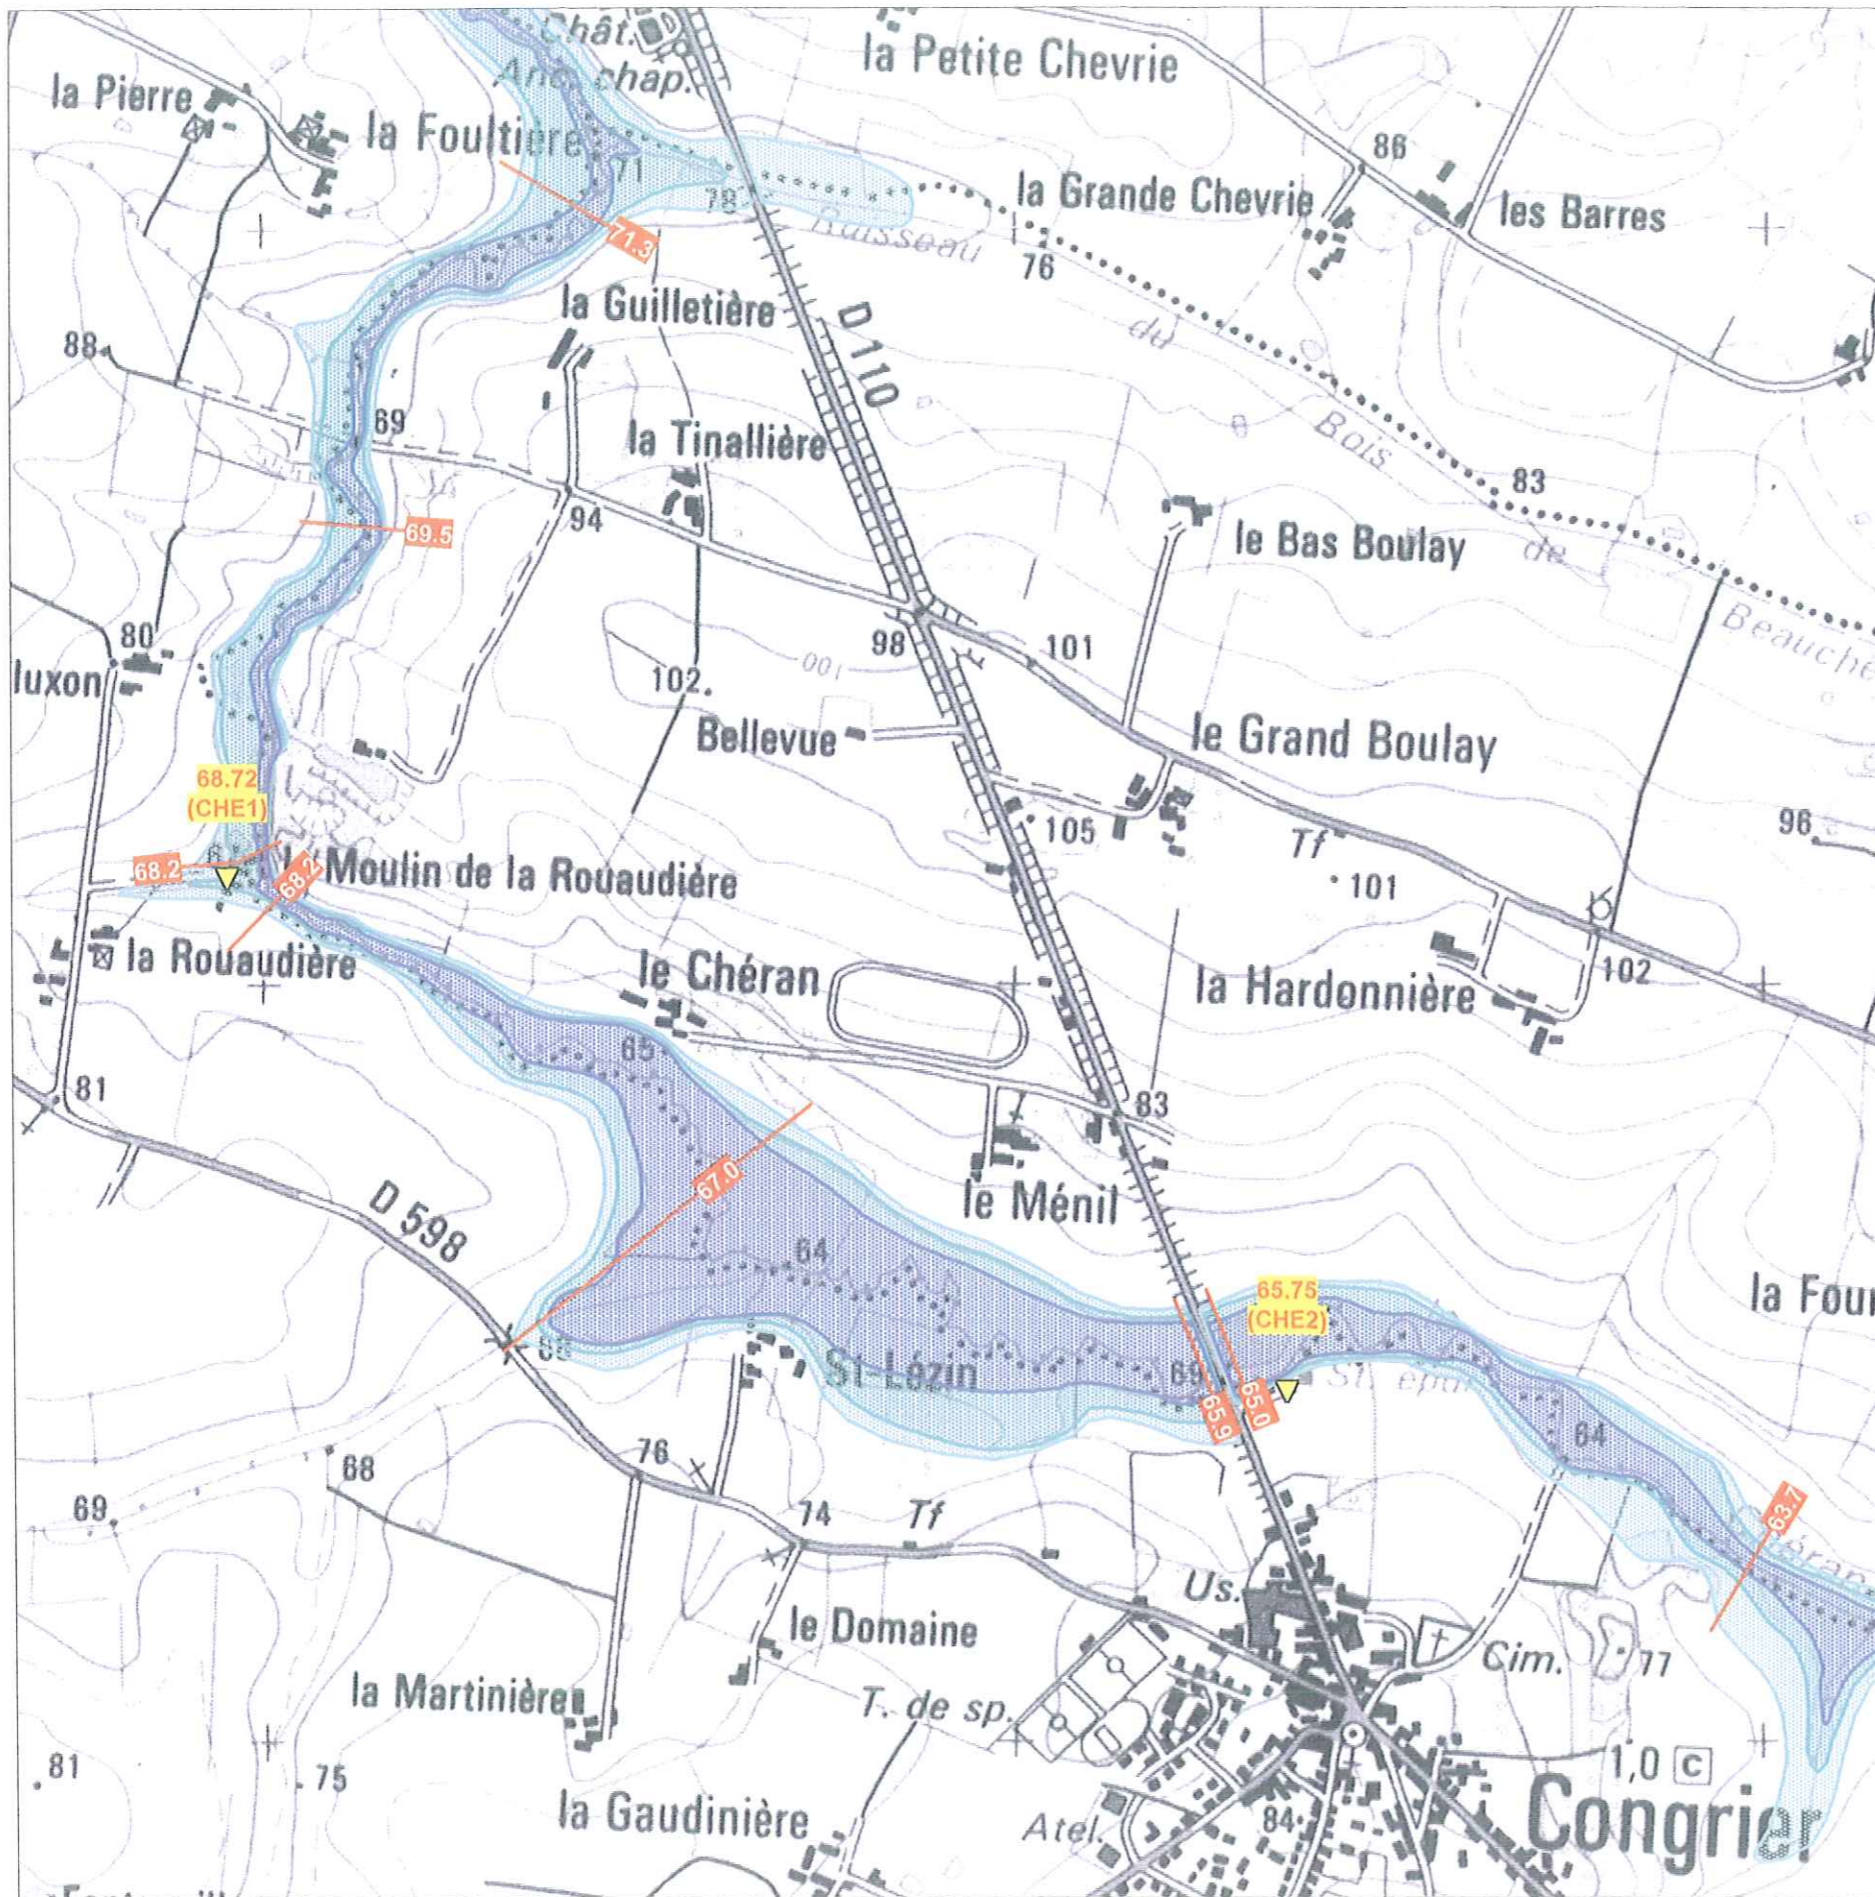 Chât.
Anc. chap.
la Petite Chevrie
la Pierre
la Foultière
71
86
78
la Grande Chevrie
les Barres
71.3
Ruisseau
76
la Guilletière
D 110
du
88
69
la Tinallière
Bois
83
69.5
94
le Bas Boulay
de
80
98
101
luxon
102
100
Bellevue
le Grand Boulay
68.72
(CHE1)
105
Tf
96
68.2
68.2
Moulin de la Rouaudière
101
la Rouaudière
le Chéran
la Hardonnière
102
65
81
83
67.0
le Ménil
D 598
64
65.75
(CHE2)
St-Lézin
65.9
65.0
64
68
76
69
74
Tf
63.7
Us.
le Domaine
Cim.
77
la Martinière
T. de sp.
81
75
1,0 C
la Gaudinière
Atel.
84
Congrier